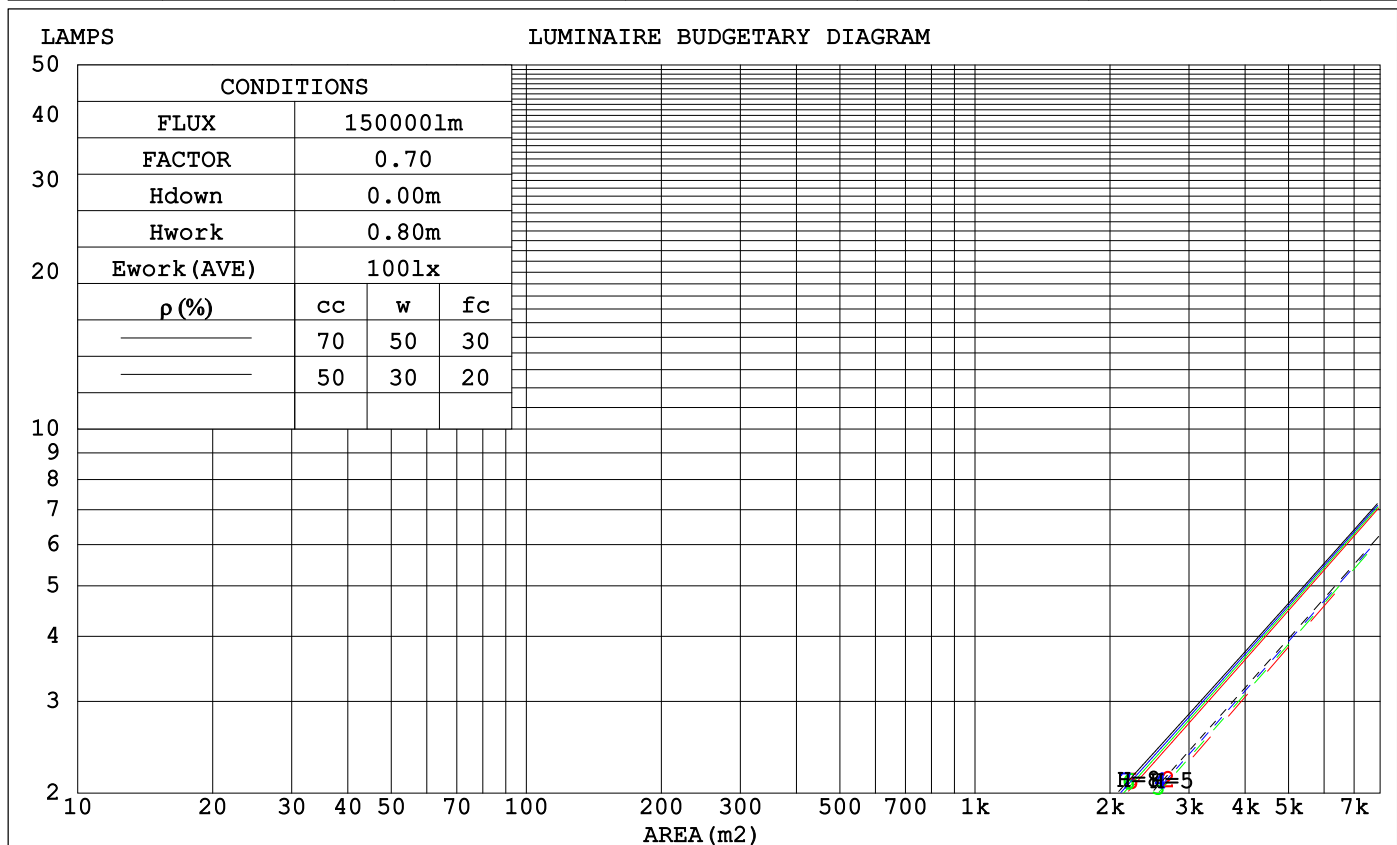 LAMPS LUMINAIRE BUDGETARY DIAGRAM
50
40
30
20
10
9
8
7
6
5
4
3
2
CONDITIONS
FLUX 150000lm
FACTOR 0.70
Hdown 0.00m
Hwork 0.80m
Ework(AVE) 100lx
ρ(%) cc w fc
70 50 30
50 30 20
H=8 H=5
10 20 30 40 50 70 100 200 300 500 700 1k 2k 3k 4k 5k 7k
AREA(m2)